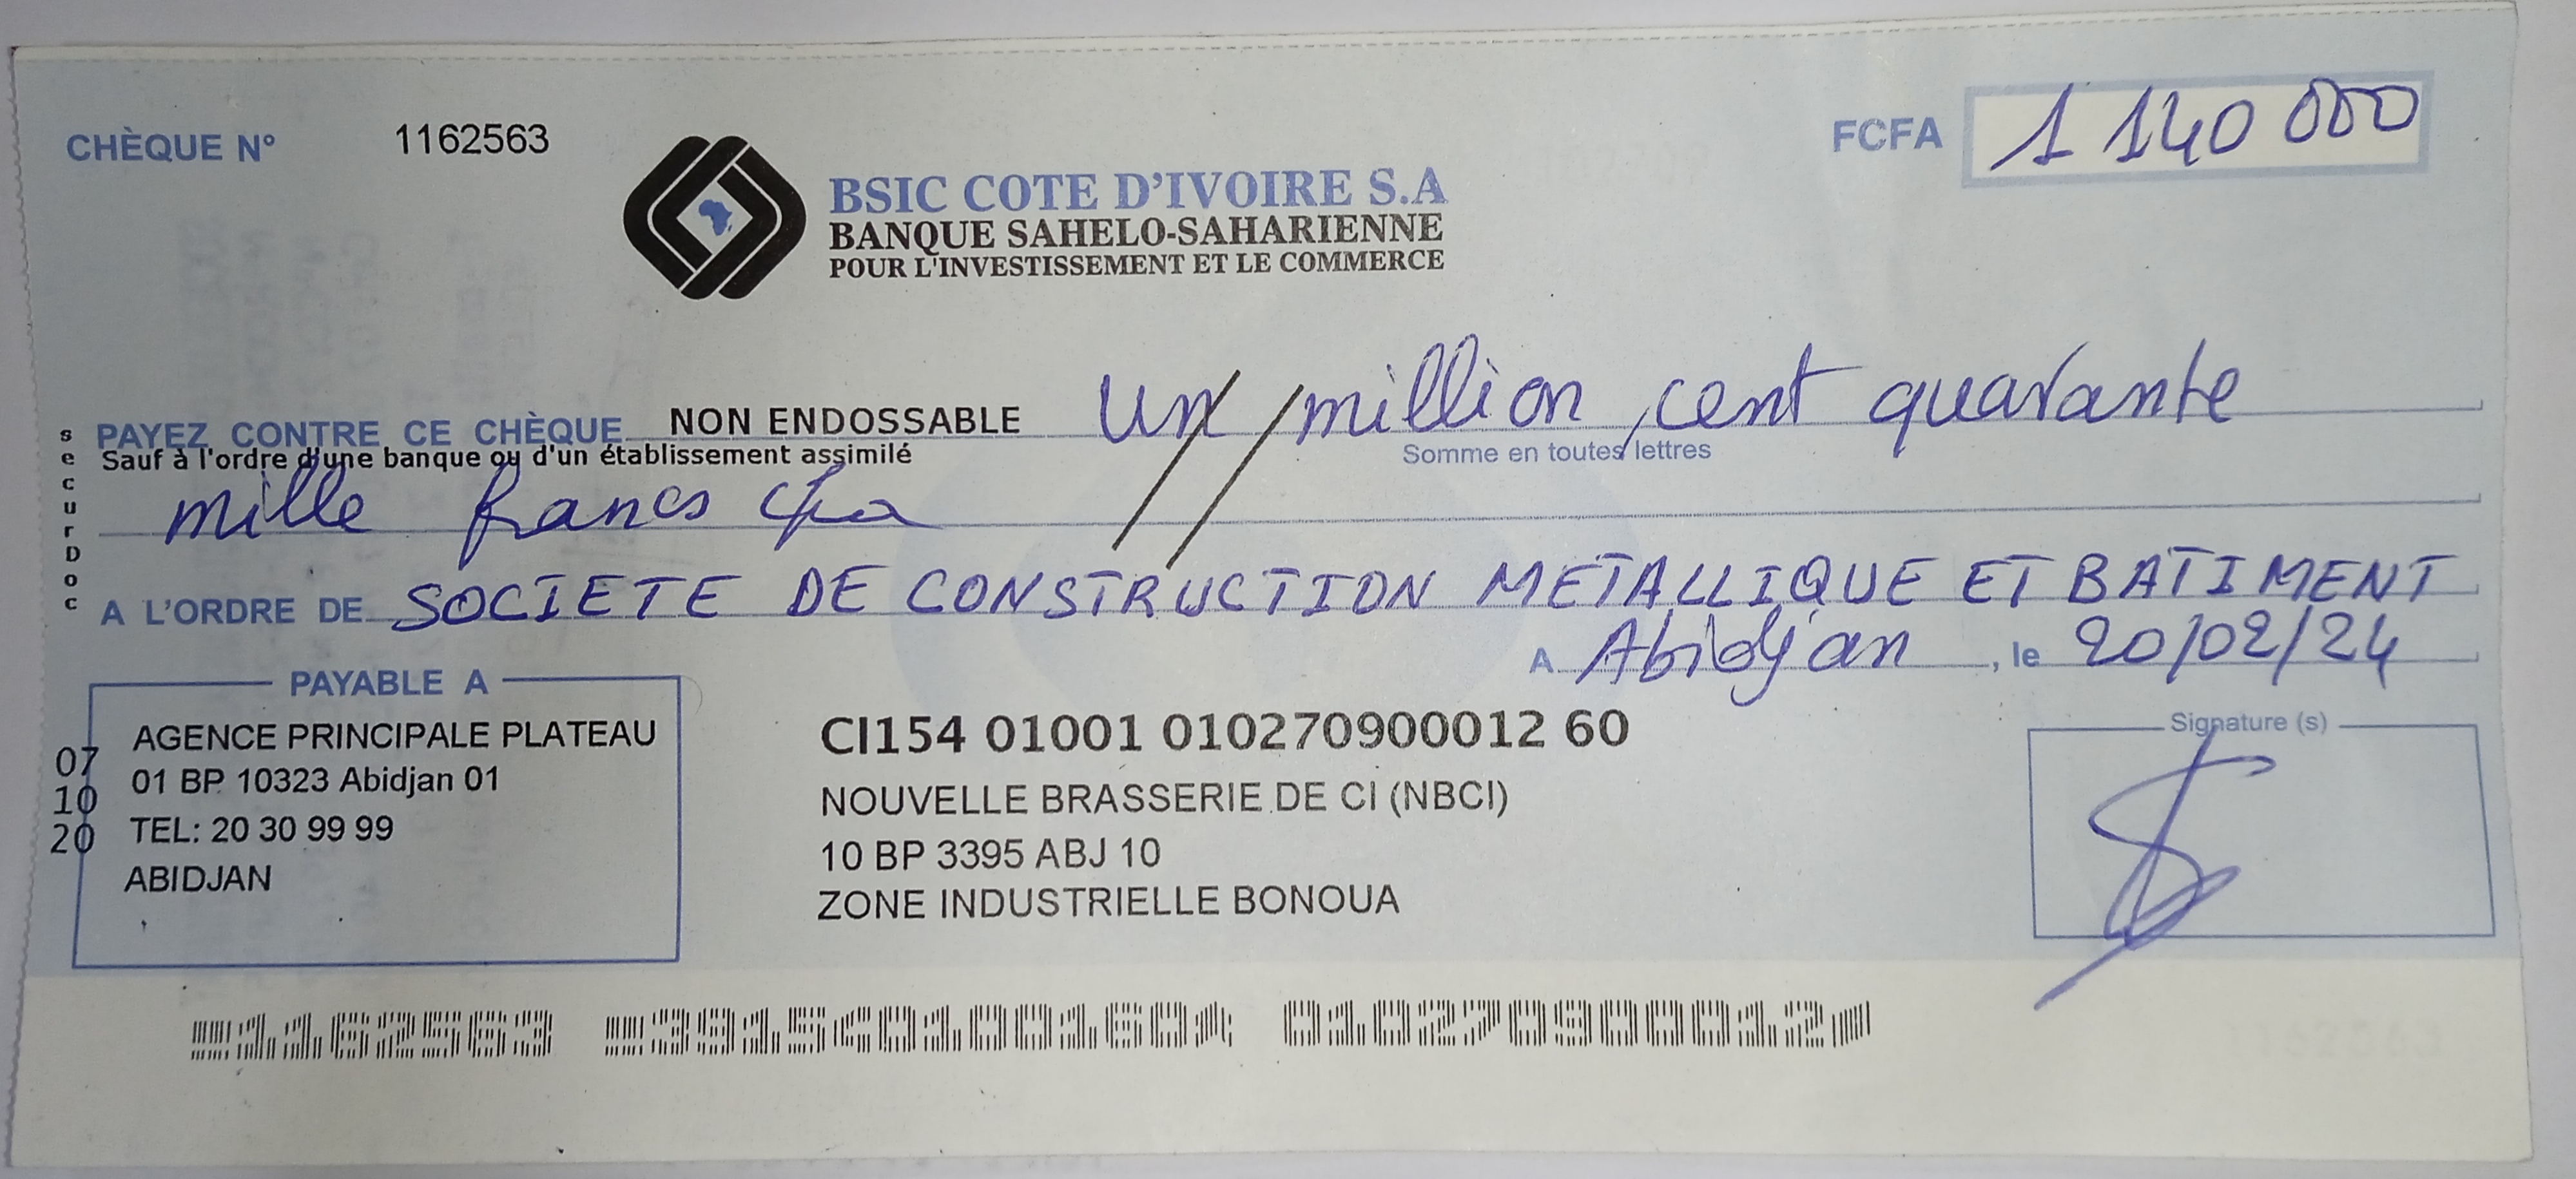 CHÈQUE N° 1162563
FCFA 1 140 000
BSIC COTE D'IVOIRE S.A
BANQUE SAHELO-SAHARIENNE
POUR L'INVESTISSEMENT ET LE COMMERCE
PAYEZ CONTRE CE CHÈQUE NON ENDOSSABLE un million cent quarante
Sauf à l'ordre d'une banque ou d'un établissement assimilé
Somme en toutes lettres
mille francs cfa
securDoc
A L'ORDRE DE SOCIETE DE CONSTRUCTION METALLIQUE ET BATIMENT
A Abidjan, le 20/02/24
PAYABLE A
AGENCE PRINCIPALE PLATEAU
01 BP 10323 Abidjan 01
TEL: 20 30 99 99
ABIDJAN
07
10
20
CI154 01001 010270900012 60
NOUVELLE BRASSERIE DE CI (NBCI)
10 BP 3395 ABJ 10
ZONE INDUSTRIELLE BONOUA
Signature (s)
1162563 391540100160 010270900012